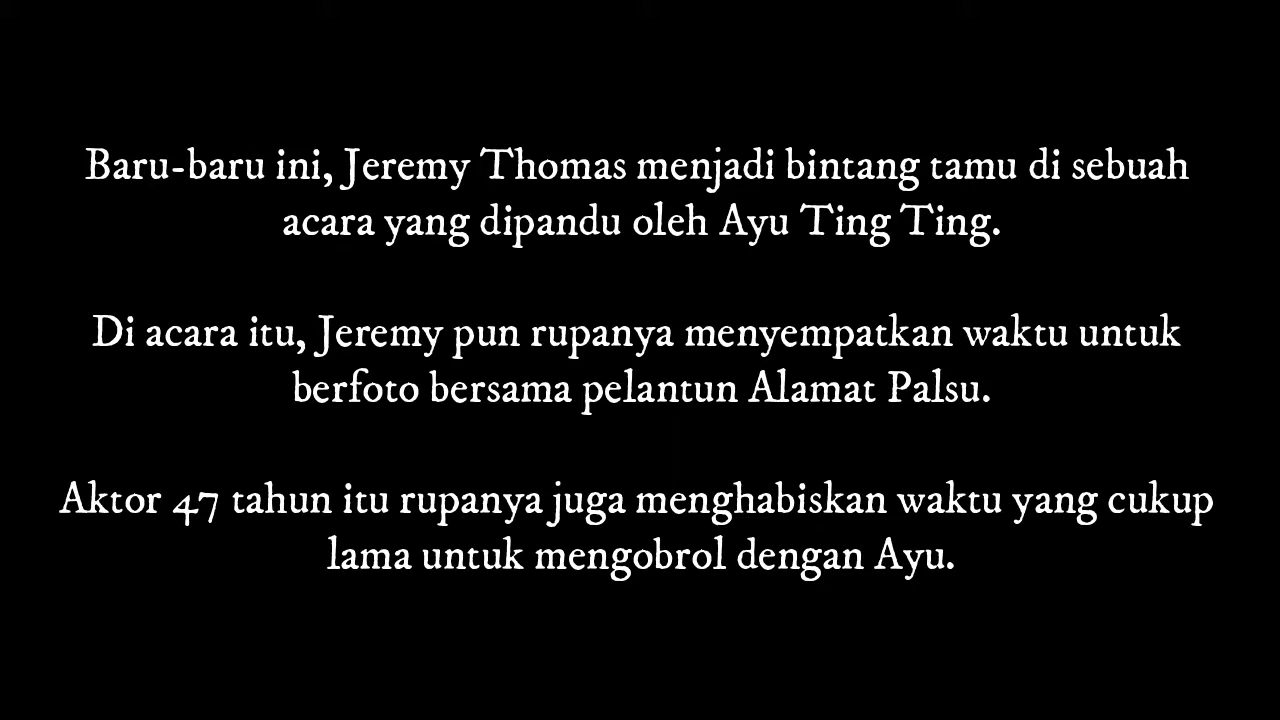 Baru-baru ini, Jeremy Thomas menjadi bintang tamu di sebuah
acara yang dipandu oleh Ayu Ting Ting.
Di acara itu, Jeremy pun rupanya menyempatkan waktu untuk
berfoto bersama pelantun Alamat Palsu.
Aktor 47 tahun itu rupanya juga menghabiskan waktu yang cukup
lama untuk mengobrol dengan Ayu.